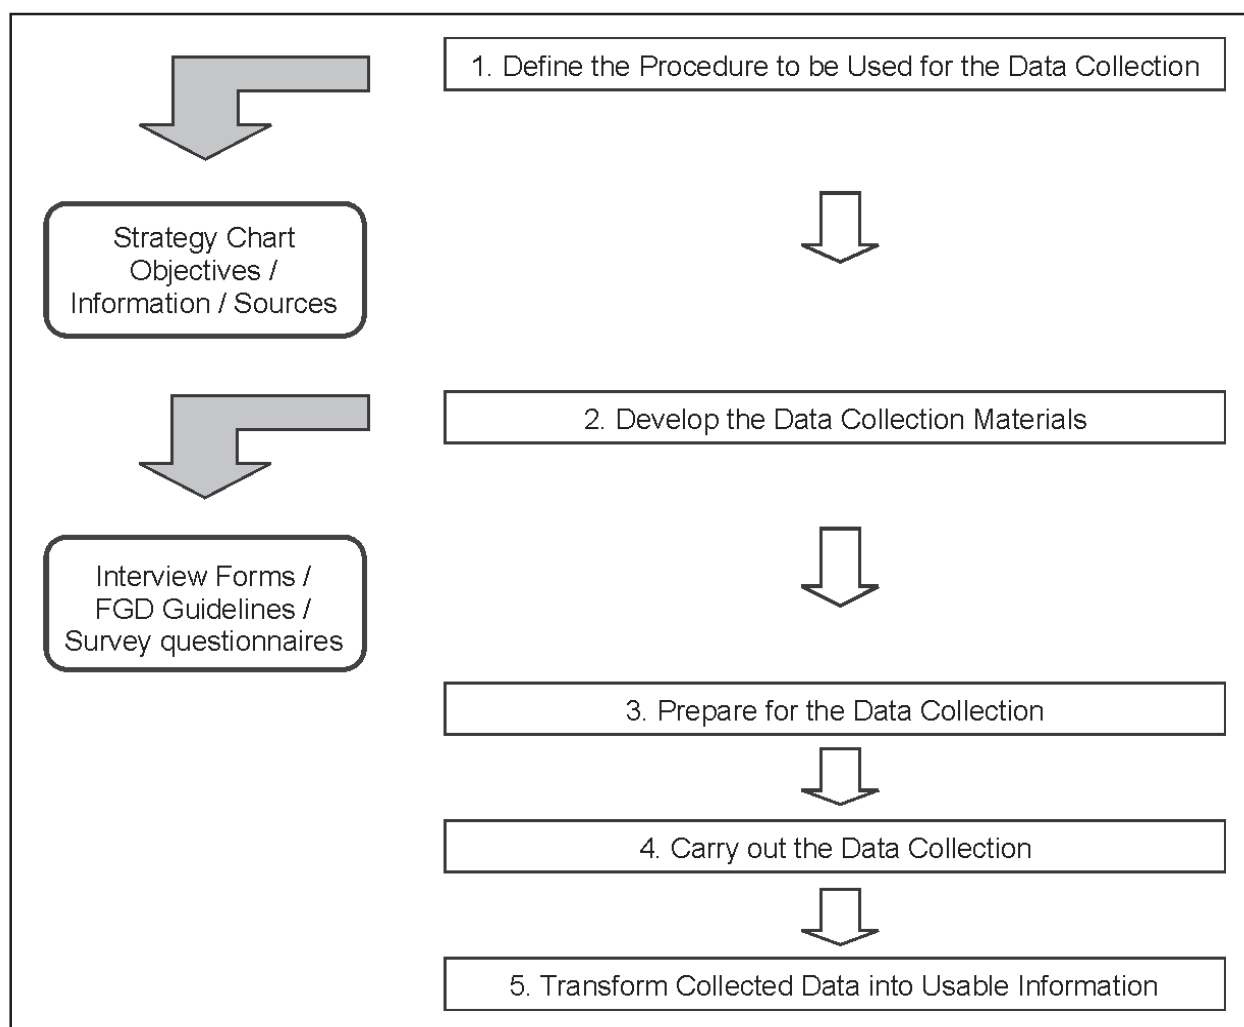 1. Define the Procedure to be Used for the Data Collection
Strategy Chart
Objectives /
Information / Sources
2. Develop the Data Collection Materials
Interview Forms /
FGD Guidelines /
Survey questionnaires
3. Prepare for the Data Collection
4. Carry out the Data Collection
5. Transform Collected Data into Usable Information